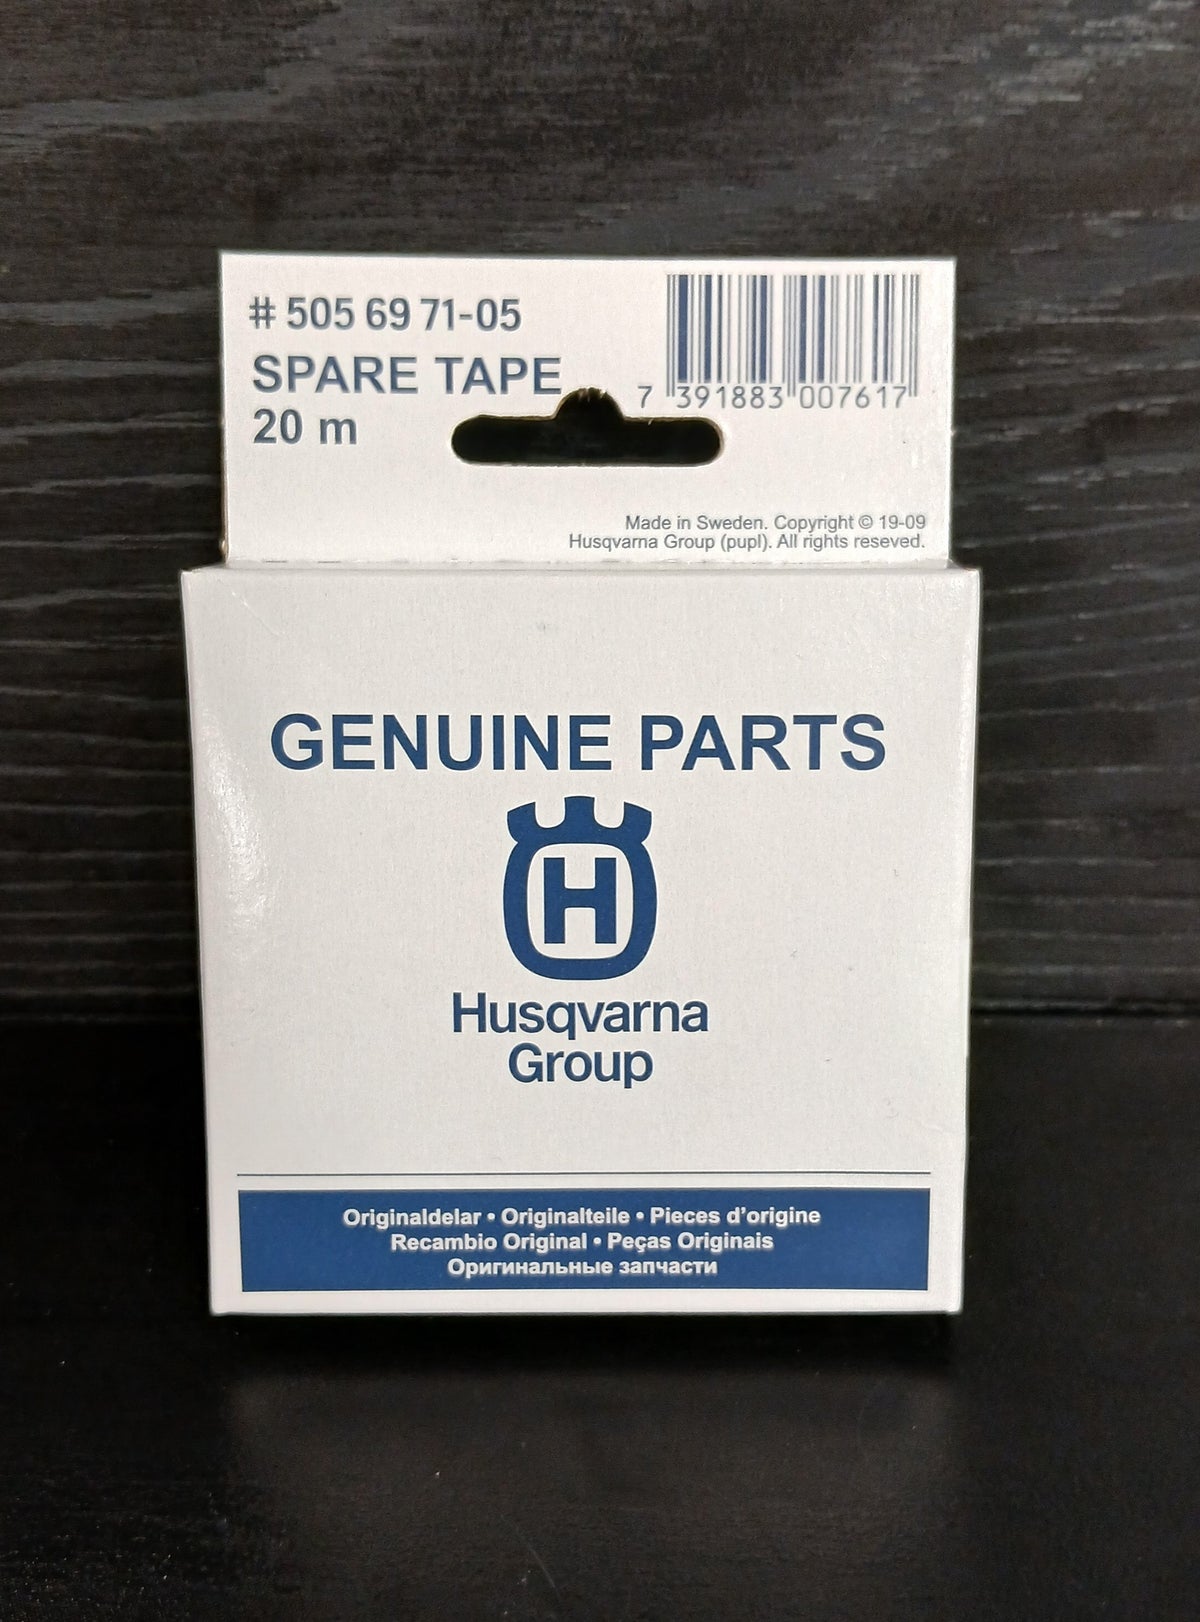 # 505 69 71-05
SPARE TAPE
20 m
7 391883 007617
Made in Sweden. Copyright © 19-09
Husqvarna Group (pupl). All rights reseved.
GENUINE PARTS
H
Husqvarna
Group
Originaldelar • Originalteile • Pieces d'origine
Recambio Original • Peças Originais
Оригинальные запчасти